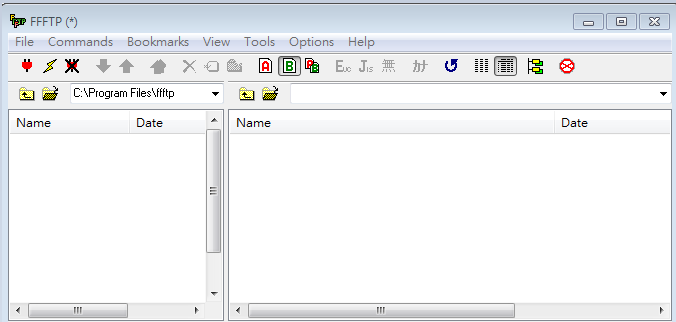 FFFTP (*)
File Commands Bookmarks View Tools Options Help
A B A B EUC JIS 無 カナ
C:\Program Files\ffftp
Name Date Name Date